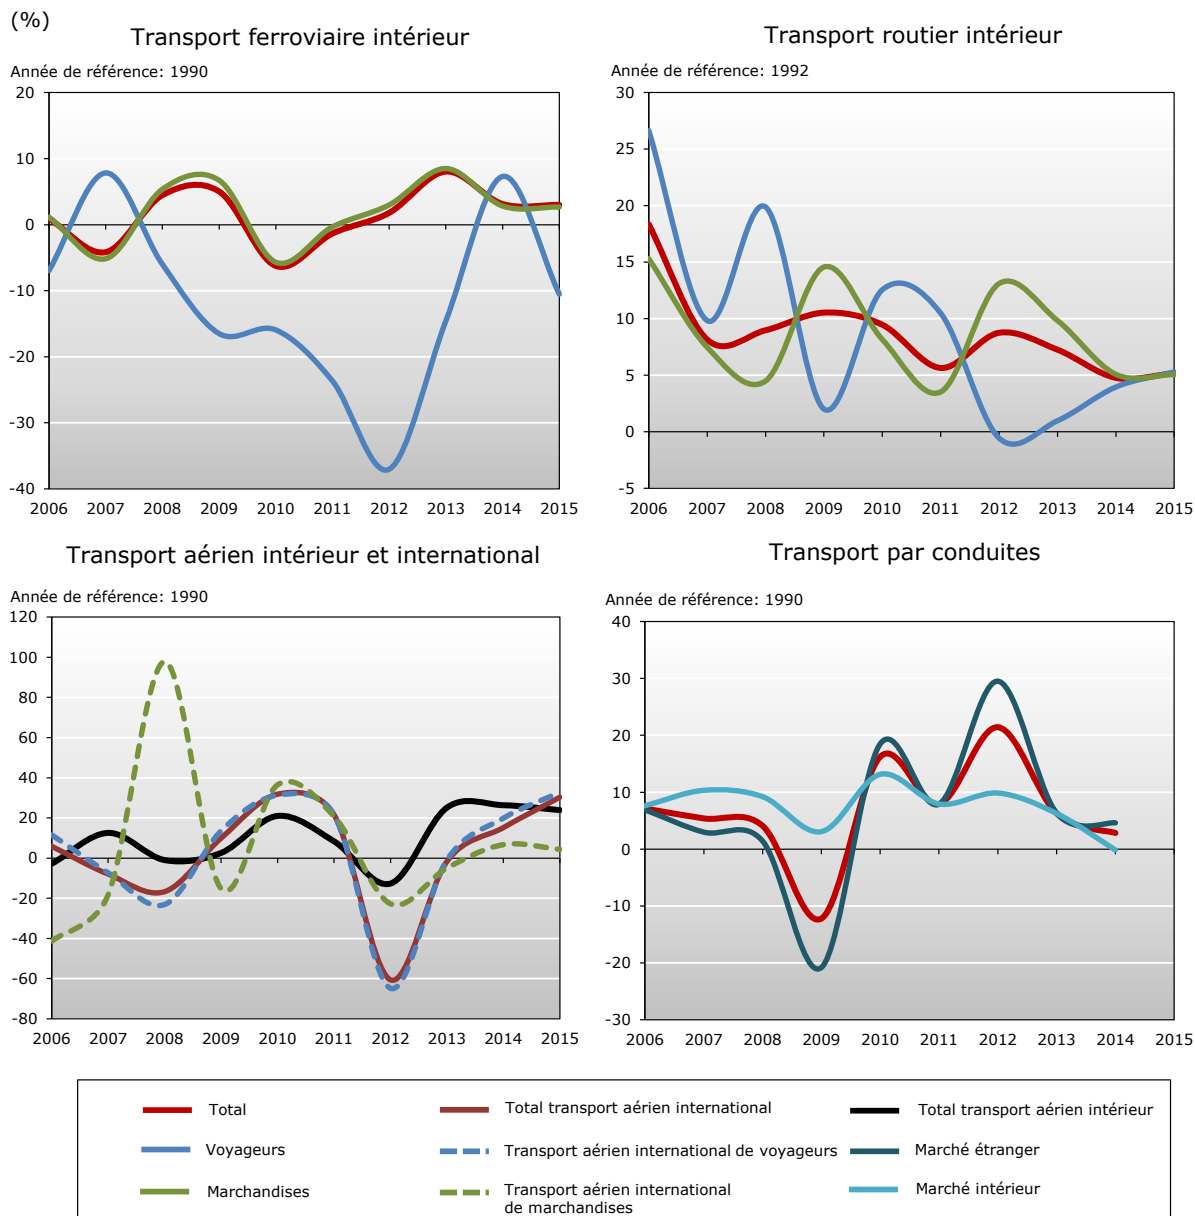 (%)
Transport ferroviaire intérieur
Année de référence: 1990
20
10
0
-10
-20
-30
-40
2006 2007 2008 2009 2010 2011 2012 2013 2014 2015
Transport routier intérieur
Année de référence: 1992
30
25
20
15
10
5
0
-5
2006 2007 2008 2009 2010 2011 2012 2013 2014 2015
Transport aérien intérieur et international
Année de référence: 1990
120
100
80
60
40
20
0
-20
-40
-60
-80
2006 2007 2008 2009 2010 2011 2012 2013 2014 2015
Transport par conduites
Année de référence: 1990
40
30
20
10
0
-10
-20
-30
2006 2007 2008 2009 2010 2011 2012 2013 2014 2015
Total
Total transport aérien international
Total transport aérien intérieur
Voyageurs
Transport aérien international de voyageurs
Marché étranger
Marchandises
Transport aérien international
de marchandises
Marché intérieur